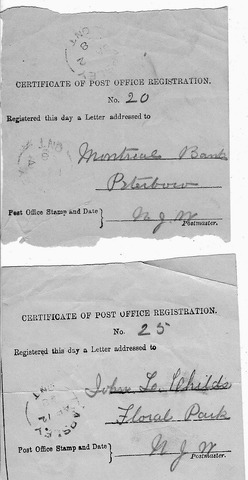 CERTIFICATE OF POST OFFICE REGISTRATION.
No. 20
Registered this day a Letter addressed to
Montreal Bank
Peterboro
Post Office Stamp and Date }
N J W
Postmaster.
CERTIFICATE OF POST OFFICE REGISTRATION.
No. 25
Registered this day a Letter addressed to
John L. Childs
Floral Park
Post Office Stamp and Date }
N J W
Postmaster.